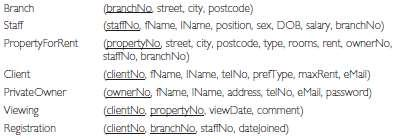 Branch (branchNo, street, city, postcode)
Staff (staffNo, fName, lName, position, sex, DOB, salary, branchNo)
PropertyForRent (propertyNo, street, city, postcode, type, rooms, rent, ownerNo,
staffNo, branchNo)
Client (clientNo, fName, lName, telNo, prefType, maxRent, eMail)
PrivateOwner (ownerNo, fName, lName, address, telNo, eMail, password)
Viewing (clientNo, propertyNo, viewDate, comment)
Registration (clientNo, branchNo, staffNo, dateJoined)